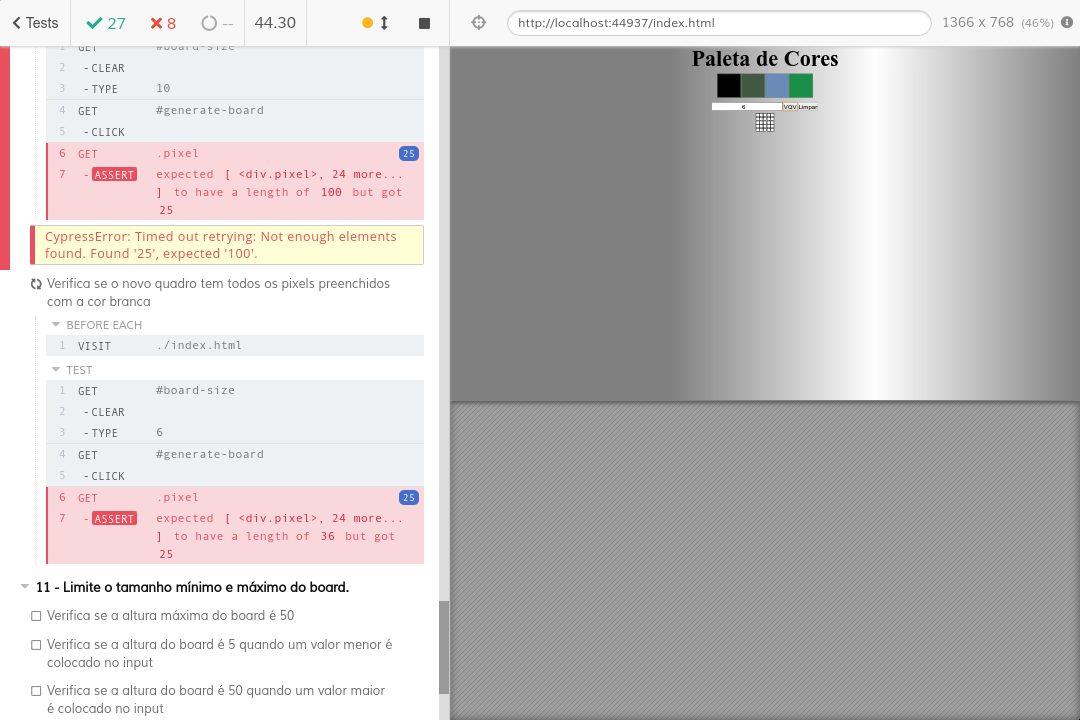 Tests
27
8
--
44.30
http://localhost:44937/index.html
1366 x 768 (46%)
1 GET #board-size
2 -CLEAR
3 -TYPE 10
4 GET #generate-board
5 -CLICK
6 GET .pixel 25
7 -ASSERT expected [ <div.pixel>, 24 more...
] to have a length of 100 but got
25
CypressError: Timed out retrying: Not enough elements
found. Found '25', expected '100'.
Verifica se o novo quadro tem todos os pixels preenchidos
com a cor branca
BEFORE EACH
1 VISIT ./index.html
TEST
1 GET #board-size
2 -CLEAR
3 -TYPE 6
4 GET #generate-board
5 -CLICK
6 GET .pixel 25
7 -ASSERT expected [ <div.pixel>, 24 more...
] to have a length of 36 but got
25
11 - Limite o tamanho mínimo e máximo do board.
Verifica se a altura máxima do board é 50
Verifica se a altura do board é 5 quando um valor menor é
colocado no input
Verifica se a altura do board é 50 quando um valor maior
é colocado no input
Paleta de Cores
6 VQV Limpar